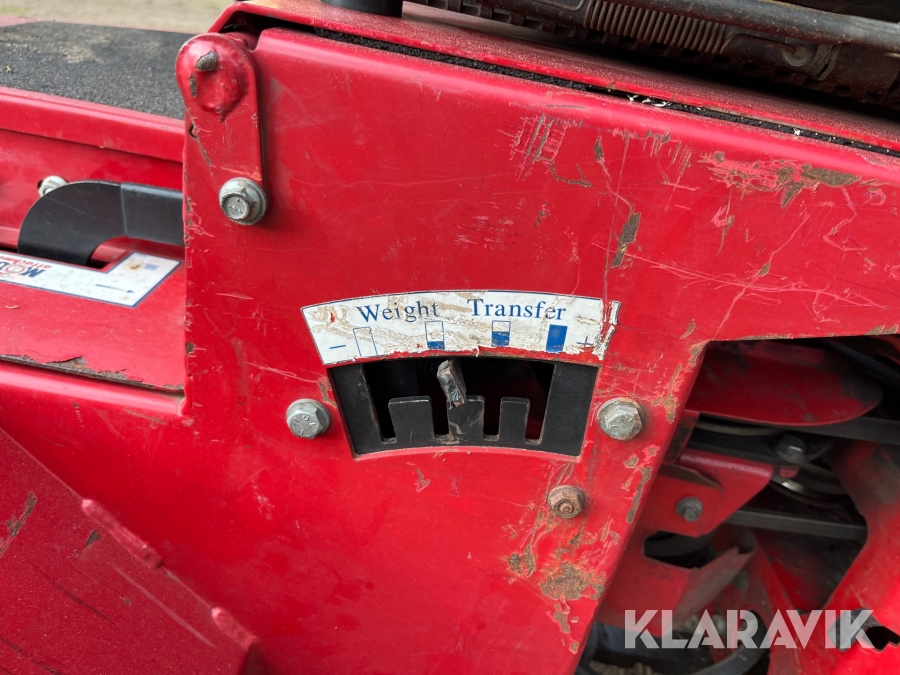 Weight Transfer
- +
KLARAVIK